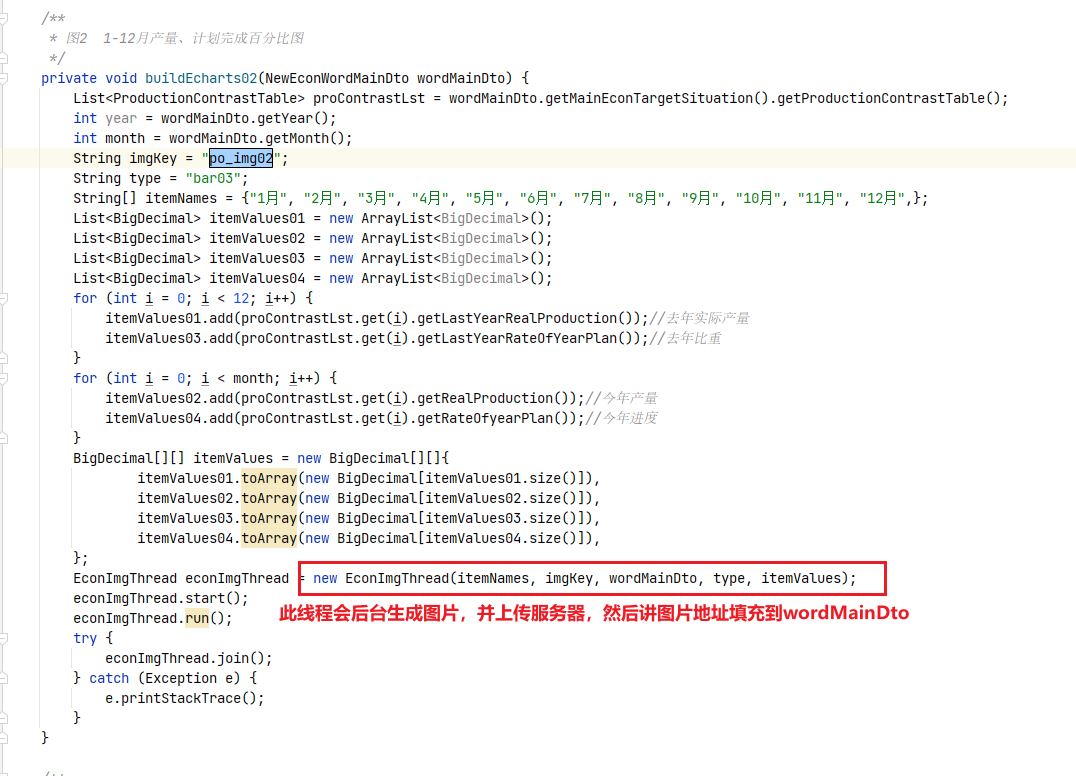 /**
 * 图2  1-12月产量、计划完成百分比图
 */
private void buildEcharts02(NewEconWordMainDto wordMainDto) {
    List<ProductionContrastTable> proContrastLst = wordMainDto.getMainEconTargetSituation().getProductionContrastTable();
    int year = wordMainDto.getYear();
    int month = wordMainDto.getMonth();
    String imgKey = "po_img02";
    String type = "bar03";
    String[] itemNames = {"1月", "2月", "3月", "4月", "5月", "6月", "7月", "8月", "9月", "10月", "11月", "12月",};
    List<BigDecimal> itemValues01 = new ArrayList<BigDecimal>();
    List<BigDecimal> itemValues02 = new ArrayList<BigDecimal>();
    List<BigDecimal> itemValues03 = new ArrayList<BigDecimal>();
    List<BigDecimal> itemValues04 = new ArrayList<BigDecimal>();
    for (int i = 0; i < 12; i++) {
        itemValues01.add(proContrastLst.get(i).getLastYearRealProduction());//去年实际产量
        itemValues03.add(proContrastLst.get(i).getLastYearRateOfYearPlan());//去年比重
    }
    for (int i = 0; i < month; i++) {
        itemValues02.add(proContrastLst.get(i).getRealProduction());//今年产量
        itemValues04.add(proContrastLst.get(i).getRateOfyearPlan());//今年进度
    }
    BigDecimal[][] itemValues = new BigDecimal[][]{
            itemValues01.toArray(new BigDecimal[itemValues01.size()]),
            itemValues02.toArray(new BigDecimal[itemValues02.size()]),
            itemValues03.toArray(new BigDecimal[itemValues03.size()]),
            itemValues04.toArray(new BigDecimal[itemValues04.size()]),
    };
    EconImgThread econImgThread = new EconImgThread(itemNames, imgKey, wordMainDto, type, itemValues);
    econImgThread.start();
    econImgThread.run();
此线程会后台生成图片，并上传服务器，然后讲图片地址填充到wordMainDto
    try {
        econImgThread.join();
    } catch (Exception e) {
        e.printStackTrace();
    }
}